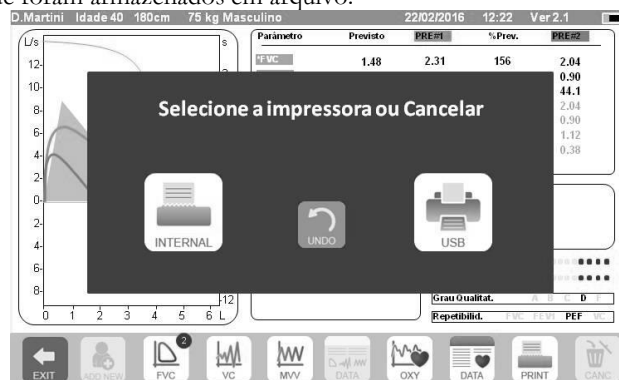 de foram armazenados em arquivo.
D.Martini Idade 40 180cm 75 kg Masculino 22/02/2016 12:22 Ver 2.1
L/s s Parámetro Previsto PRE#1 %Prev. PRE#2
12- *FVC 1.48 2.31 156 2.04
0.90
10- 44.1
8- 2.04
0.90
6- 1.12
4- 0.38
2-
0-
2-
4-
6-
8-
0 1 2 3 4 5 6 L -12
Selecione a impressora ou Cancelar
INTERNAL UNDO USB
Grau Qualitat. A B C D F
Repetibilid. FVC FEV1 PEF VC
EXIT ADD NEW FVC 2 VC MVV DATA OXY DATA PRINT CANC